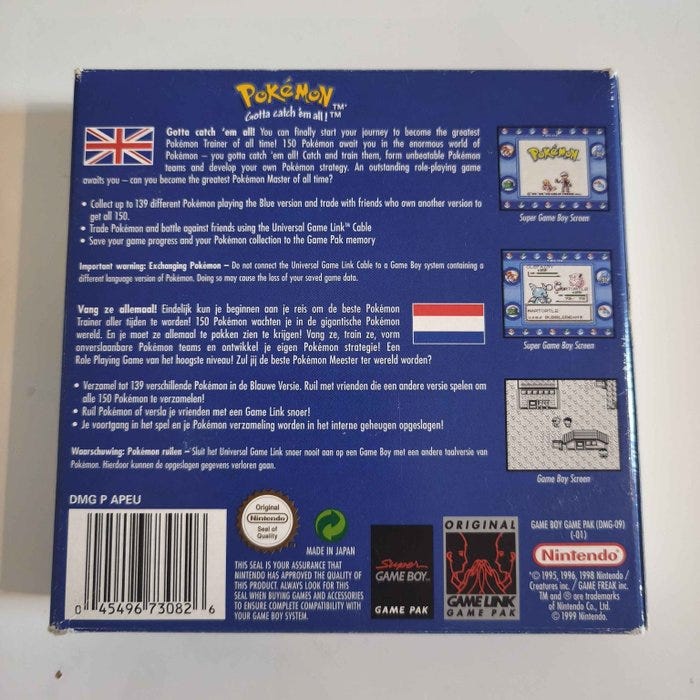 POKéMON™
Gotta catch 'em all!™
Gotta catch 'em all! You can finally start your journey to become the greatest
Pokémon Trainer of all time! 150 Pokémon await you in the enormous world of
Pokémon – you gotta catch 'em all! Catch and train them, form unbeatable Pokémon
teams and develop your own Pokémon strategy. An outstanding role-playing game
awaits you – can you become the greatest Pokémon Master of all time?
• Collect up to 139 different Pokémon playing the Blue version and trade with friends who own another version to
get all 150.
• Trade Pokémon and battle against friends using the Universal Game Link™ Cable
• Save your game progress and your Pokémon collection to the Game Pak memory
Important warning: Exchanging Pokémon – Do not connect the Universal Game Link Cable to a Game Boy system containing a
different language version of Pokémon. Doing so may cause the loss of your saved game data.
Vang ze allemaal! Eindelijk kun je beginnen aan je reis om de beste Pokémon
Trainer aller tijden te worden! 150 Pokémon wachten je in de gigantische Pokémon
wereld. En je moet ze allemaal te pakken zien te krijgen! Vang ze, train ze, vorm
onverslaanbare Pokémon teams en ontwikkel je eigen Pokémon strategie! Een
Role Playing Game van het hoogste niveau! Zul jij de beste Pokémon Meester ter wereld worden?
• Verzamel tot 139 verschillende Pokémon in de Blauwe Versie. Ruil met vrienden die een andere versie spelen om
alle 150 Pokémon te verzamelen!
• Ruil Pokémon of versla je vrienden met een Game Link snoer!
• Je voortgang in het spel en je Pokémon verzameling worden in het interne geheugen opgeslagen!
Waarschuwing: Pokémon ruilen – Sluit het Universal Game Link snoer nooit aan op een Game Boy met een andere taalversie van
Pokémon. Hierdoor kunnen de opgeslagen gegevens verloren gaan.
POKéMON
Super Game Boy Screen
WARTORTLE
Super Game Boy Screen
Game Boy Screen
DMG P APEU
0 45496 73082 6
Original
Nintendo
Seal of
Quality
MADE IN JAPAN
THIS SEAL IS YOUR ASSURANCE THAT
NINTENDO HAS APPROVED THE QUALITY OF
THIS PRODUCT. ALWAYS LOOK FOR THIS
SEAL WHEN BUYING GAMES AND ACCESSORIES
TO ENSURE COMPLETE COMPATIBILITY WITH
YOUR GAME BOY SYSTEM.
Super
GAME BOY™
GAME PAK
ORIGINAL
GAME LINK™
GAME PAK
GAME BOY GAME PAK (DMG-09)
(-01)
Nintendo®
©1995, 1996, 1998 Nintendo /
Creatures inc. / GAME FREAK inc.
TM and ® are trademarks
of Nintendo Co., Ltd.
© 1999 Nintendo.